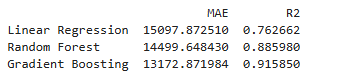 MAE R2
Linear Regression 15097.872510 0.762662
Random Forest 14499.648430 0.885980
Gradient Boosting 13172.871984 0.915850